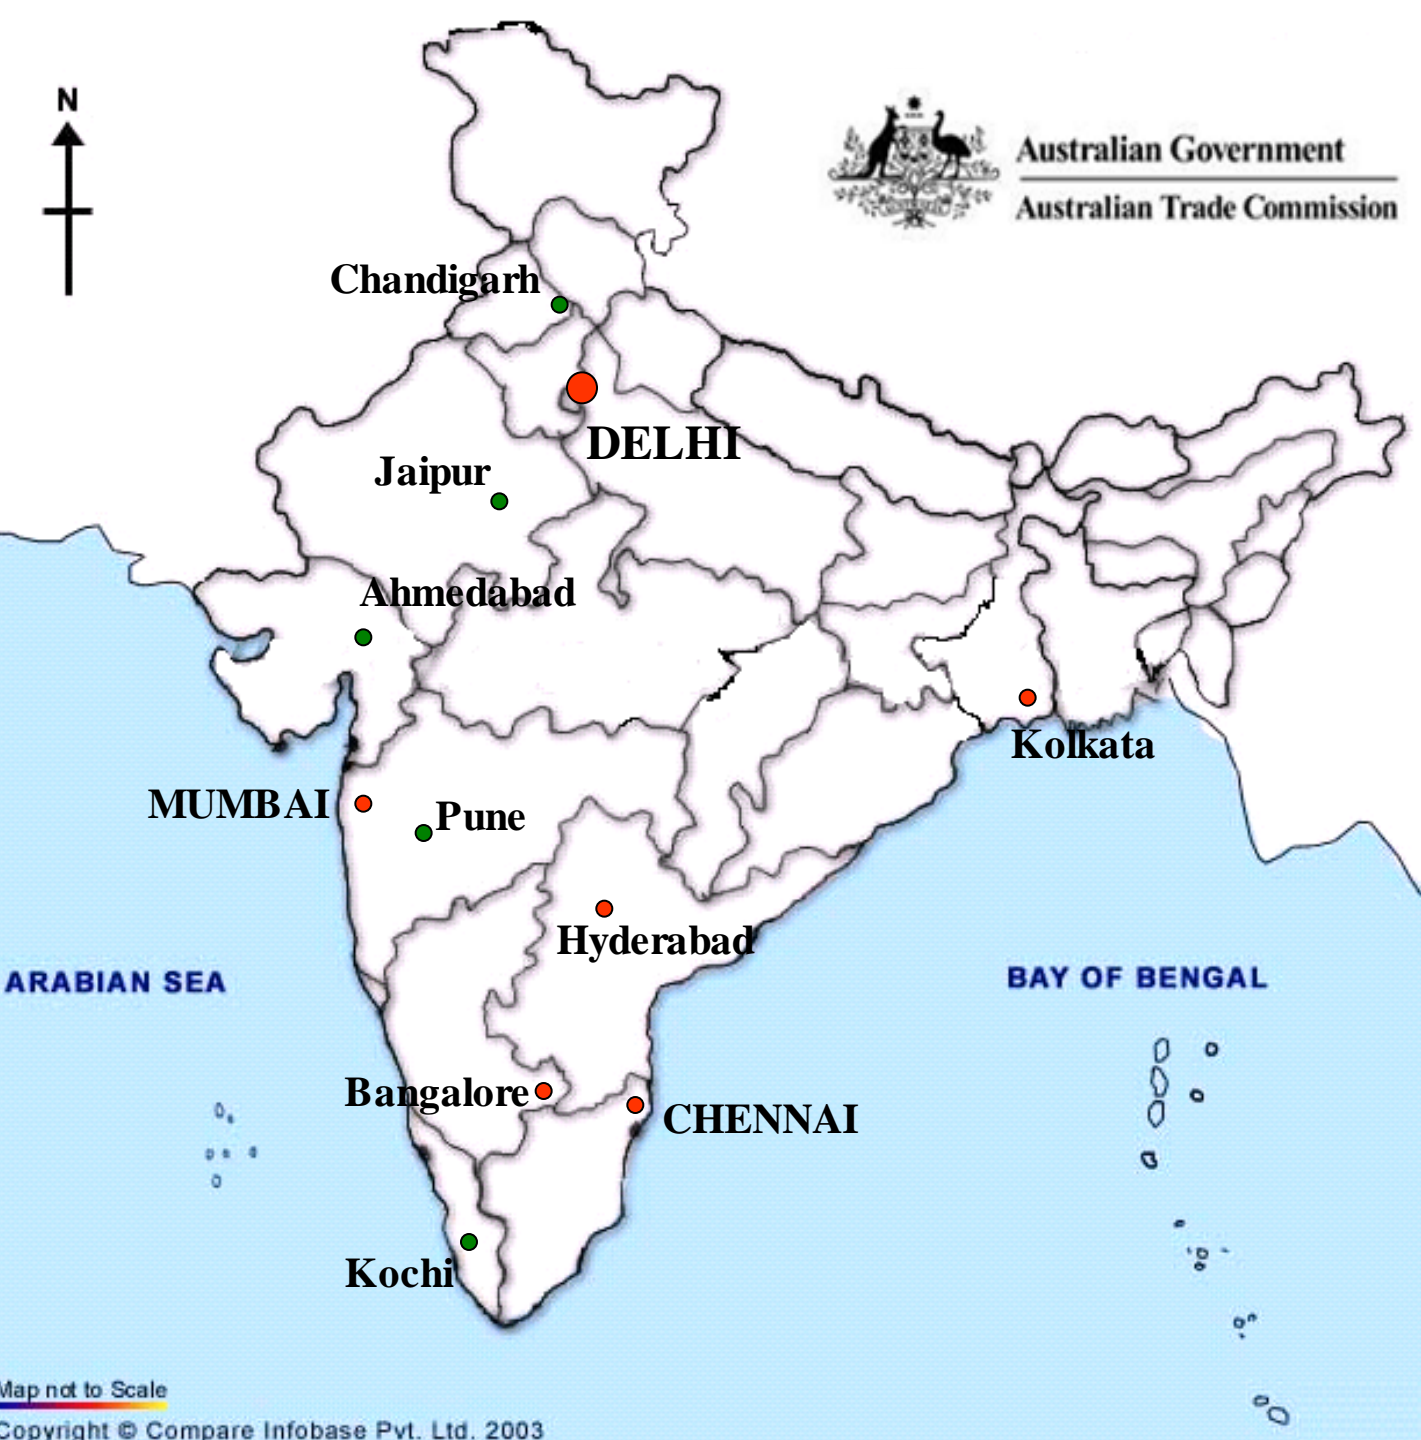 N
Australian Government
Australian Trade Commission
Chandigarh
DELHI
Jaipur
Ahmedabad
Kolkata
MUMBAI
Pune
Hyderabad
ARABIAN SEA
BAY OF BENGAL
Bangalore
CHENNAI
Kochi
Map not to Scale
Copyright © Compare Infobase Pvt. Ltd. 2003